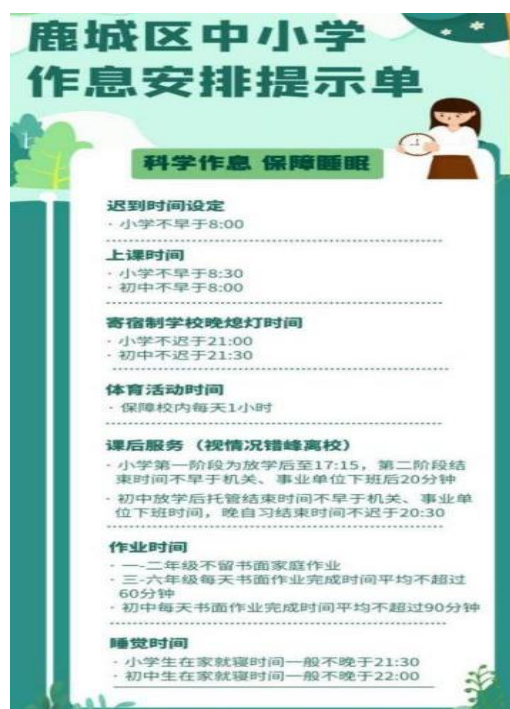 鹿城区中小学
作息安排提示单
科学作息 保障睡眠
迟到时间设定
· 小学不早于8:00
上课时间
· 小学不早于8:30
· 初中不早于8:00
寄宿制学校晚熄灯时间
· 小学不迟于21:00
· 初中不迟于21:30
体育活动时间
· 保障校内每天1小时
课后服务（视情况错峰离校）
· 小学第一阶段为放学后至17:15，第二阶段结
束时间不早于机关、事业单位下班后20分钟
· 初中放学后托管结束时间不早于机关、事业单
位下班时间，晚自习结束时间不迟于20:30
作业时间
· 一-二年级不留书面家庭作业
· 三-六年级每天书面作业完成时间平均不超过
60分钟
· 初中每天书面作业完成时间平均不超过90分钟
睡觉时间
· 小学生在家就寝时间一般不晚于21:30
· 初中生在家就寝时间一般不晚于22:00